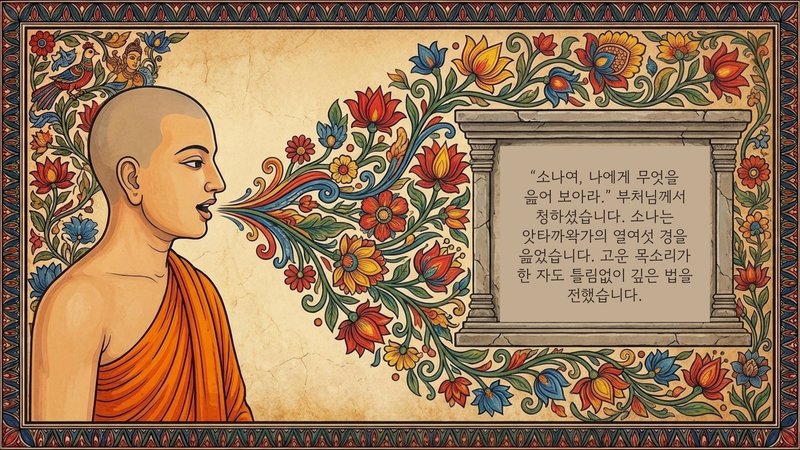 “소나여, 나에게 무엇을
읊어 보아라.” 부처님께서
청하셨습니다. 소나는
앗타까왁가의 열여섯 경을
읊었습니다. 고운 목소리가
한 자도 틀림없이 깊은 법을
전했습니다.